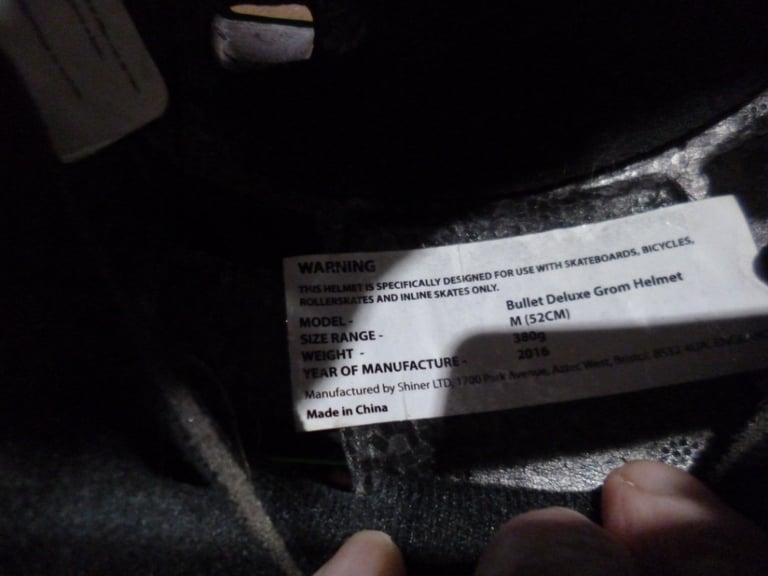 WARNING
THIS HELMET IS SPECIFICALLY DESIGNED FOR USE WITH SKATEBOARDS, BICYCLES,
ROLLERSKATES AND INLINE SKATES ONLY.
MODEL - Bullet Deluxe Grom Helmet
SIZE RANGE - M (52CM)
WEIGHT - 380g
YEAR OF MANUFACTURE - 2016
Manufactured by Shiner LTD, 1700 Park Avenue, Aztec West, Bristol,
Made in China